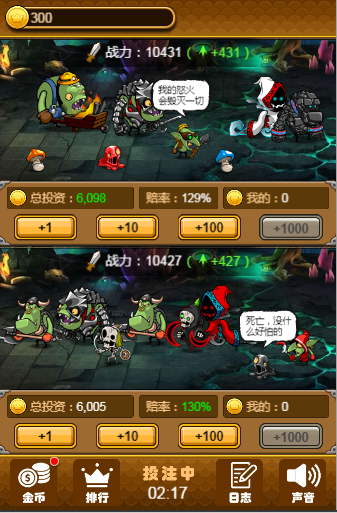 300
战力：10431 ( +431 )
我的怒火
会毁灭一切
总投资：6,098 赔率：129% 我的：0
+1 +10 +100 +1000
战力：10427 ( +427 )
死亡，没什
么好怕的
总投资：6,005 赔率：130% 我的：0
+1 +10 +100 +1000
投注中
02:17
金币 排行 日志 声音